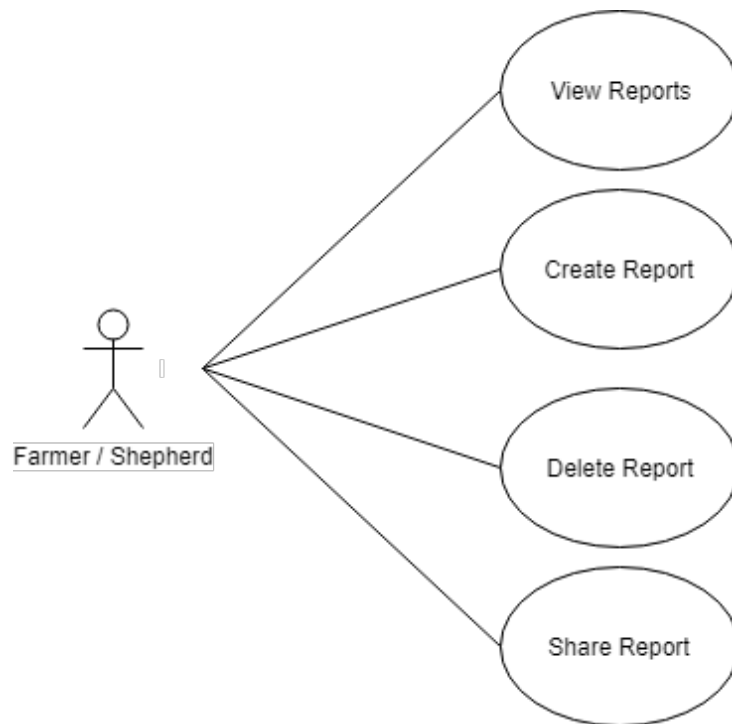 View Reports
Create Report
Farmer / Shepherd
Delete Report
Share Report